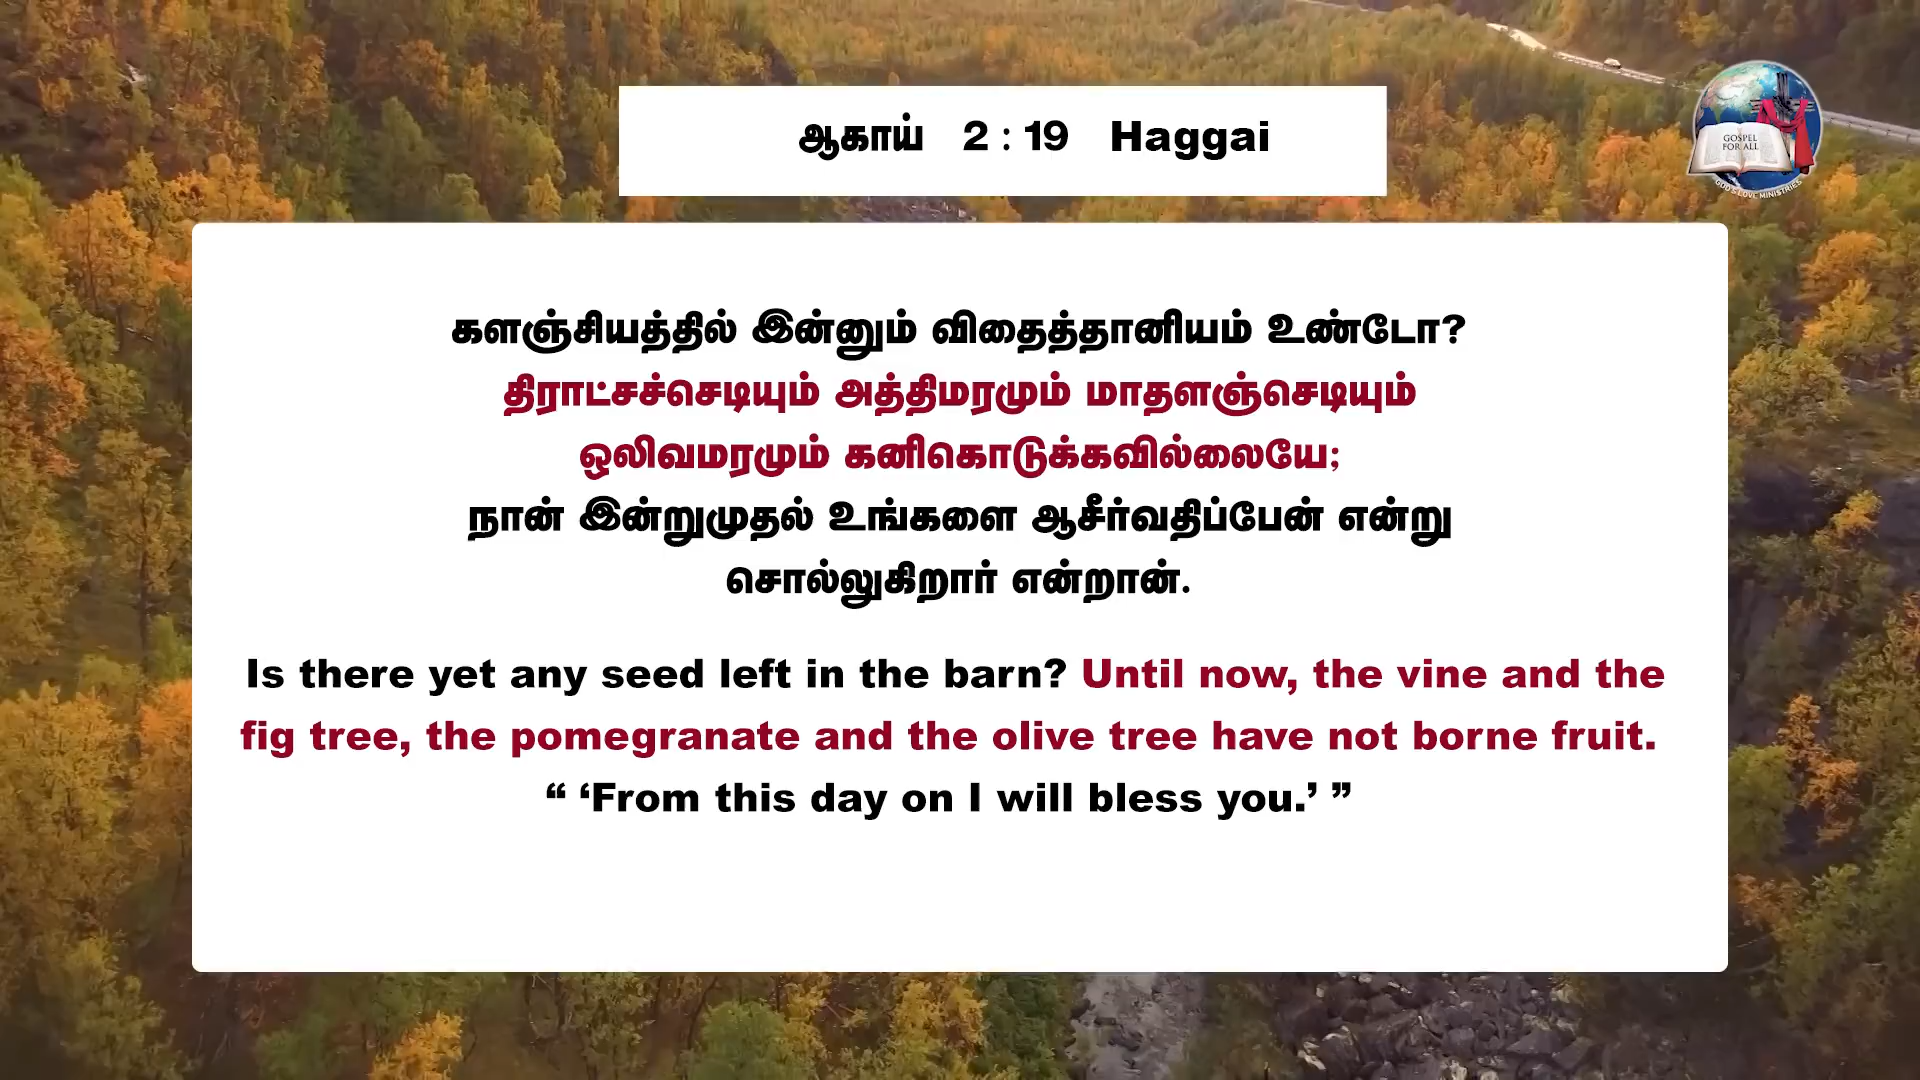 ஆகாய் 2 : 19 Haggai
GOSPEL
FOR ALL
GOD'S LOVE MINISTRIES
களஞ்சியத்தில் இன்னும் விதைத்தானியம் உண்டோ?
திராட்சச்செடியும் அத்திமரமும் மாதளஞ்செடியும்
ஒலிவமரமும் கனிகொடுக்கவில்லையே;
நான் இன்றுமுதல் உங்களை ஆசீர்வதிப்பேன் என்று
சொல்லுகிறார் என்றான்.
Is there yet any seed left in the barn? Until now, the vine and the
fig tree, the pomegranate and the olive tree have not borne fruit.
“ ‘From this day on I will bless you.’ ”